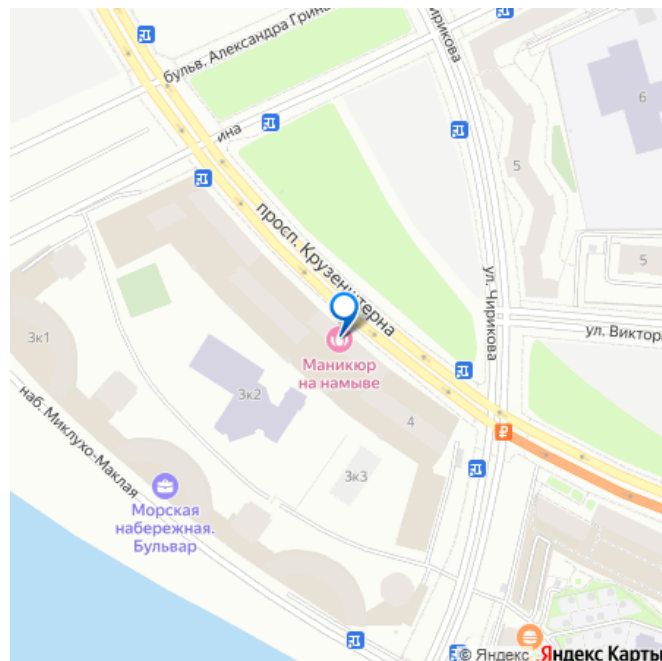 бульв. Александра Грина
ирикова
ина
6
5
просп. Крузенштерна
5
ул. Чирикова
ул. Виктора
3к1
Маникюр
на намыве
3к2
4
наб. Миклухо-Маклая
3к3
Морская
набережная.
Бульвар
₽
© Яндекс Яндекс Карты